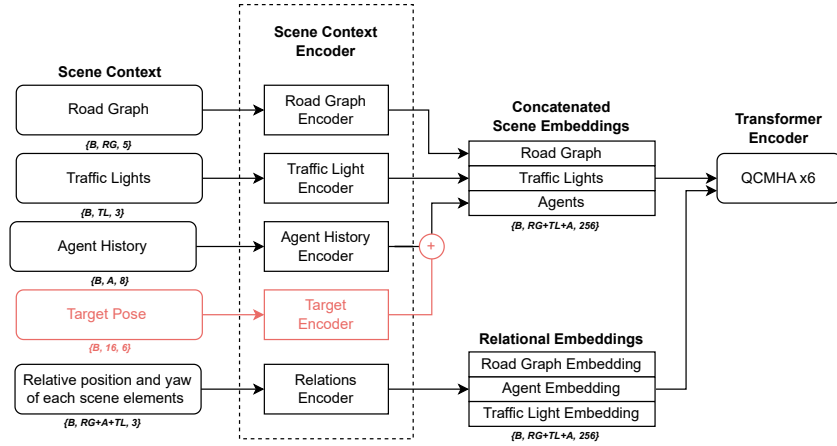 Scene Context
Road Graph
{B, RG, 5}
Traffic Lights
{B, TL, 3}
Agent History
{B, A, 8}
Target Pose
{B, 16, 6}
Relative position and yaw
of each scene elements
{B, RG+A+TL, 3}
Scene Context
Encoder
Road Graph
Encoder
Traffic Light
Encoder
Agent History
Encoder
Target
Encoder
Relations
Encoder
+
Concatenated
Scene Embeddings
Road Graph
Traffic Lights
Agents
{B, RG+TL+A, 256}
Relational Embeddings
Road Graph Embedding
Agent Embedding
Traffic Light Embedding
{B, RG+TL+A, 256}
Transformer
Encoder
QCMHA x6